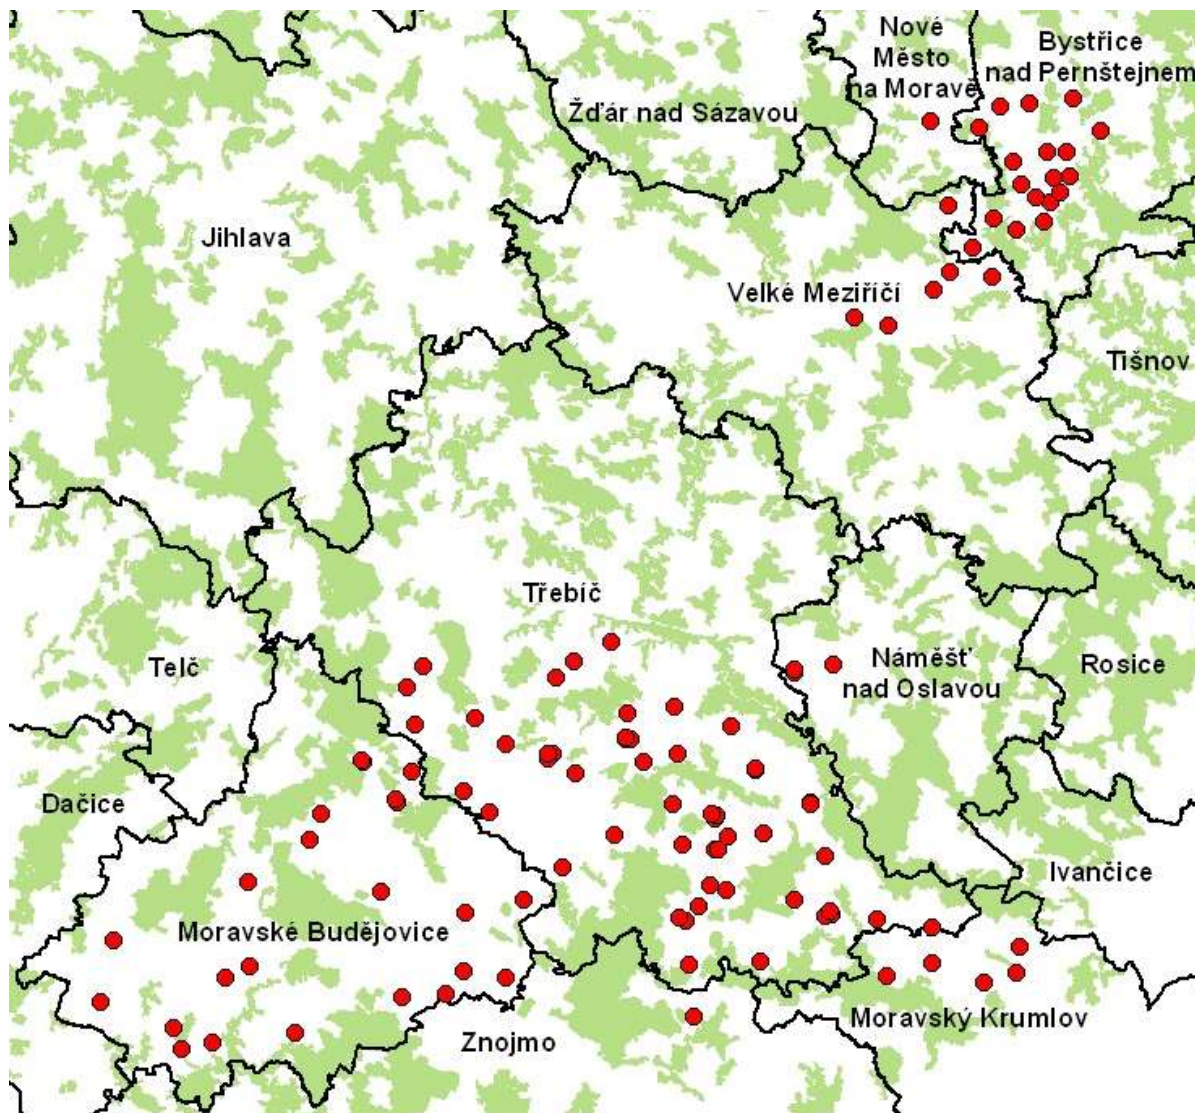 Nové
Město
na Moravě
Bystřice
nad Pernštejnem
Žďár nad Sázavou
Jihlava
Velké Meziříčí
Tišnov
Třebíč
Telč
Náměšť
nad Oslavou
Rosice
Dačice
Ivančice
Moravské Budějovice
Moravský Krumlov
Znojmo